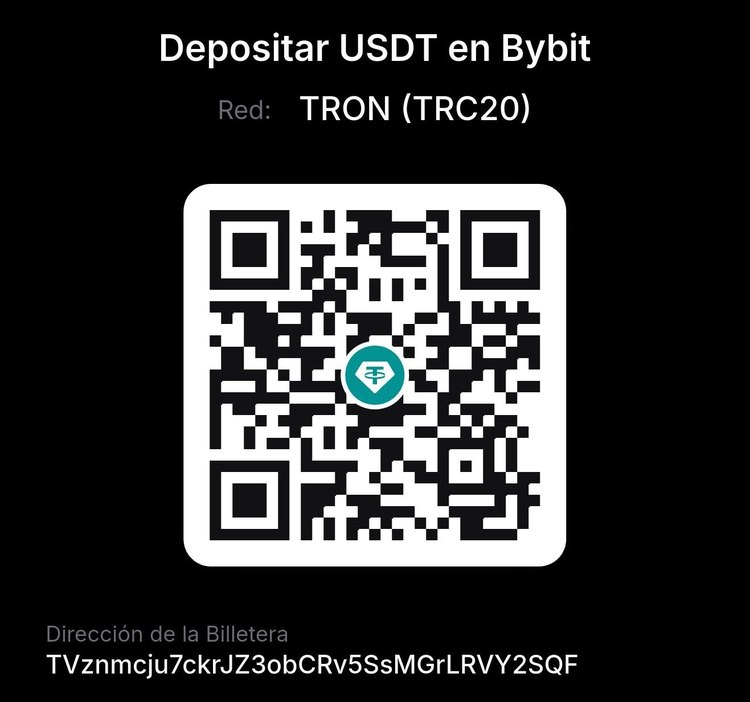 Depositar USDT en Bybit
Red: TRON (TRC20)
Dirección de la Billetera
TVznmcju7ckrJZ3obCRv5SsMGrLRVY2SQF